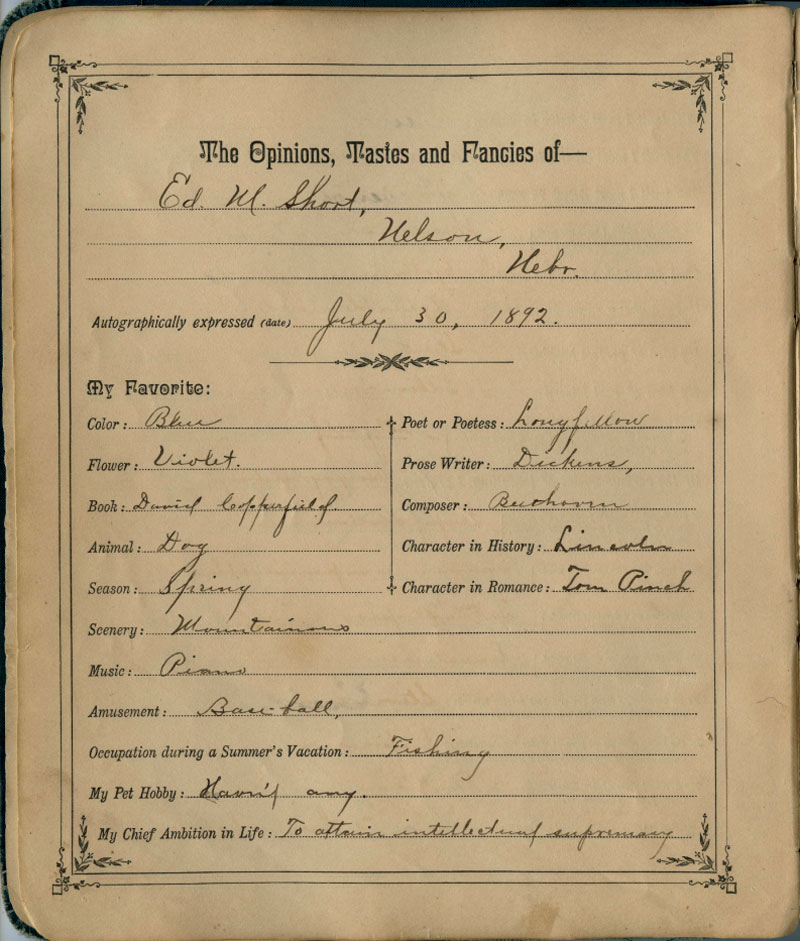 The Opinions, Tastes and Fancies of—
Ed. M. Short,
Nelson,
Nebr.
Autographically expressed (date) July 30, 1892.
My Favorite:
Color: Blue
Flower: Violet.
Book: David Copperfield.
Animal: Dog
Season: Spring
Poet or Poetess: Longfellow
Prose Writer: Dickens,
Composer: Beethoven
Character in History: Lincoln
Character in Romance: Tom Pinch
Scenery: Mountainous
Music: Piano
Amusement: Base-ball,
Occupation during a Summer's Vacation: Fishing
My Pet Hobby: Hav'nt any.
My Chief Ambition in Life: To attain intellectual supremacy